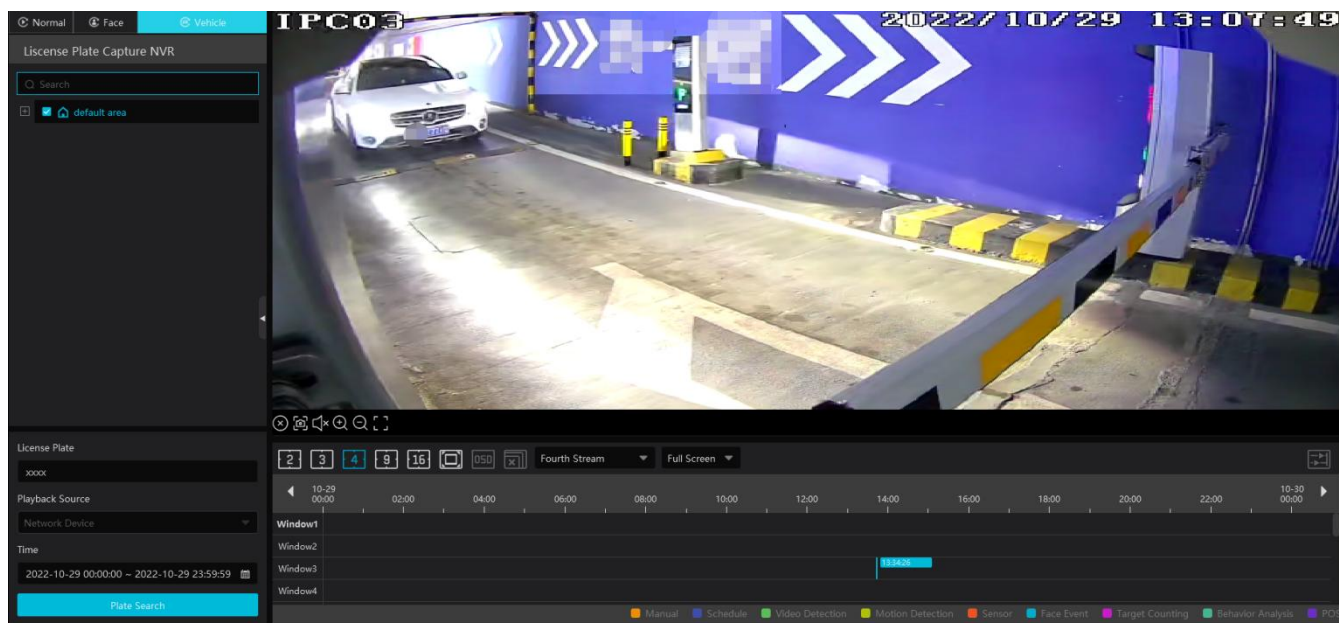 Normal Face Vehicle
Liscense Plate Capture NVR
Search
default area
IPC03 2022/10/29 13:07:49
P
License Plate
xxxx
Playback Source
Network Device
Time
2022-10-29 00:00:00 ~ 2022-10-29 23:59:59
Plate Search
2 3 4 9 16 OSD Fourth Stream Full Screen
10-29 10-30
00:00 02:00 04:00 06:00 08:00 10:00 12:00 14:00 16:00 18:00 20:00 22:00 00:00
Window1
Window2
Window3 13:34:26
Window4
Manual Schedule Video Detection Motion Detection Sensor Face Event Target Counting Behavior Analysis